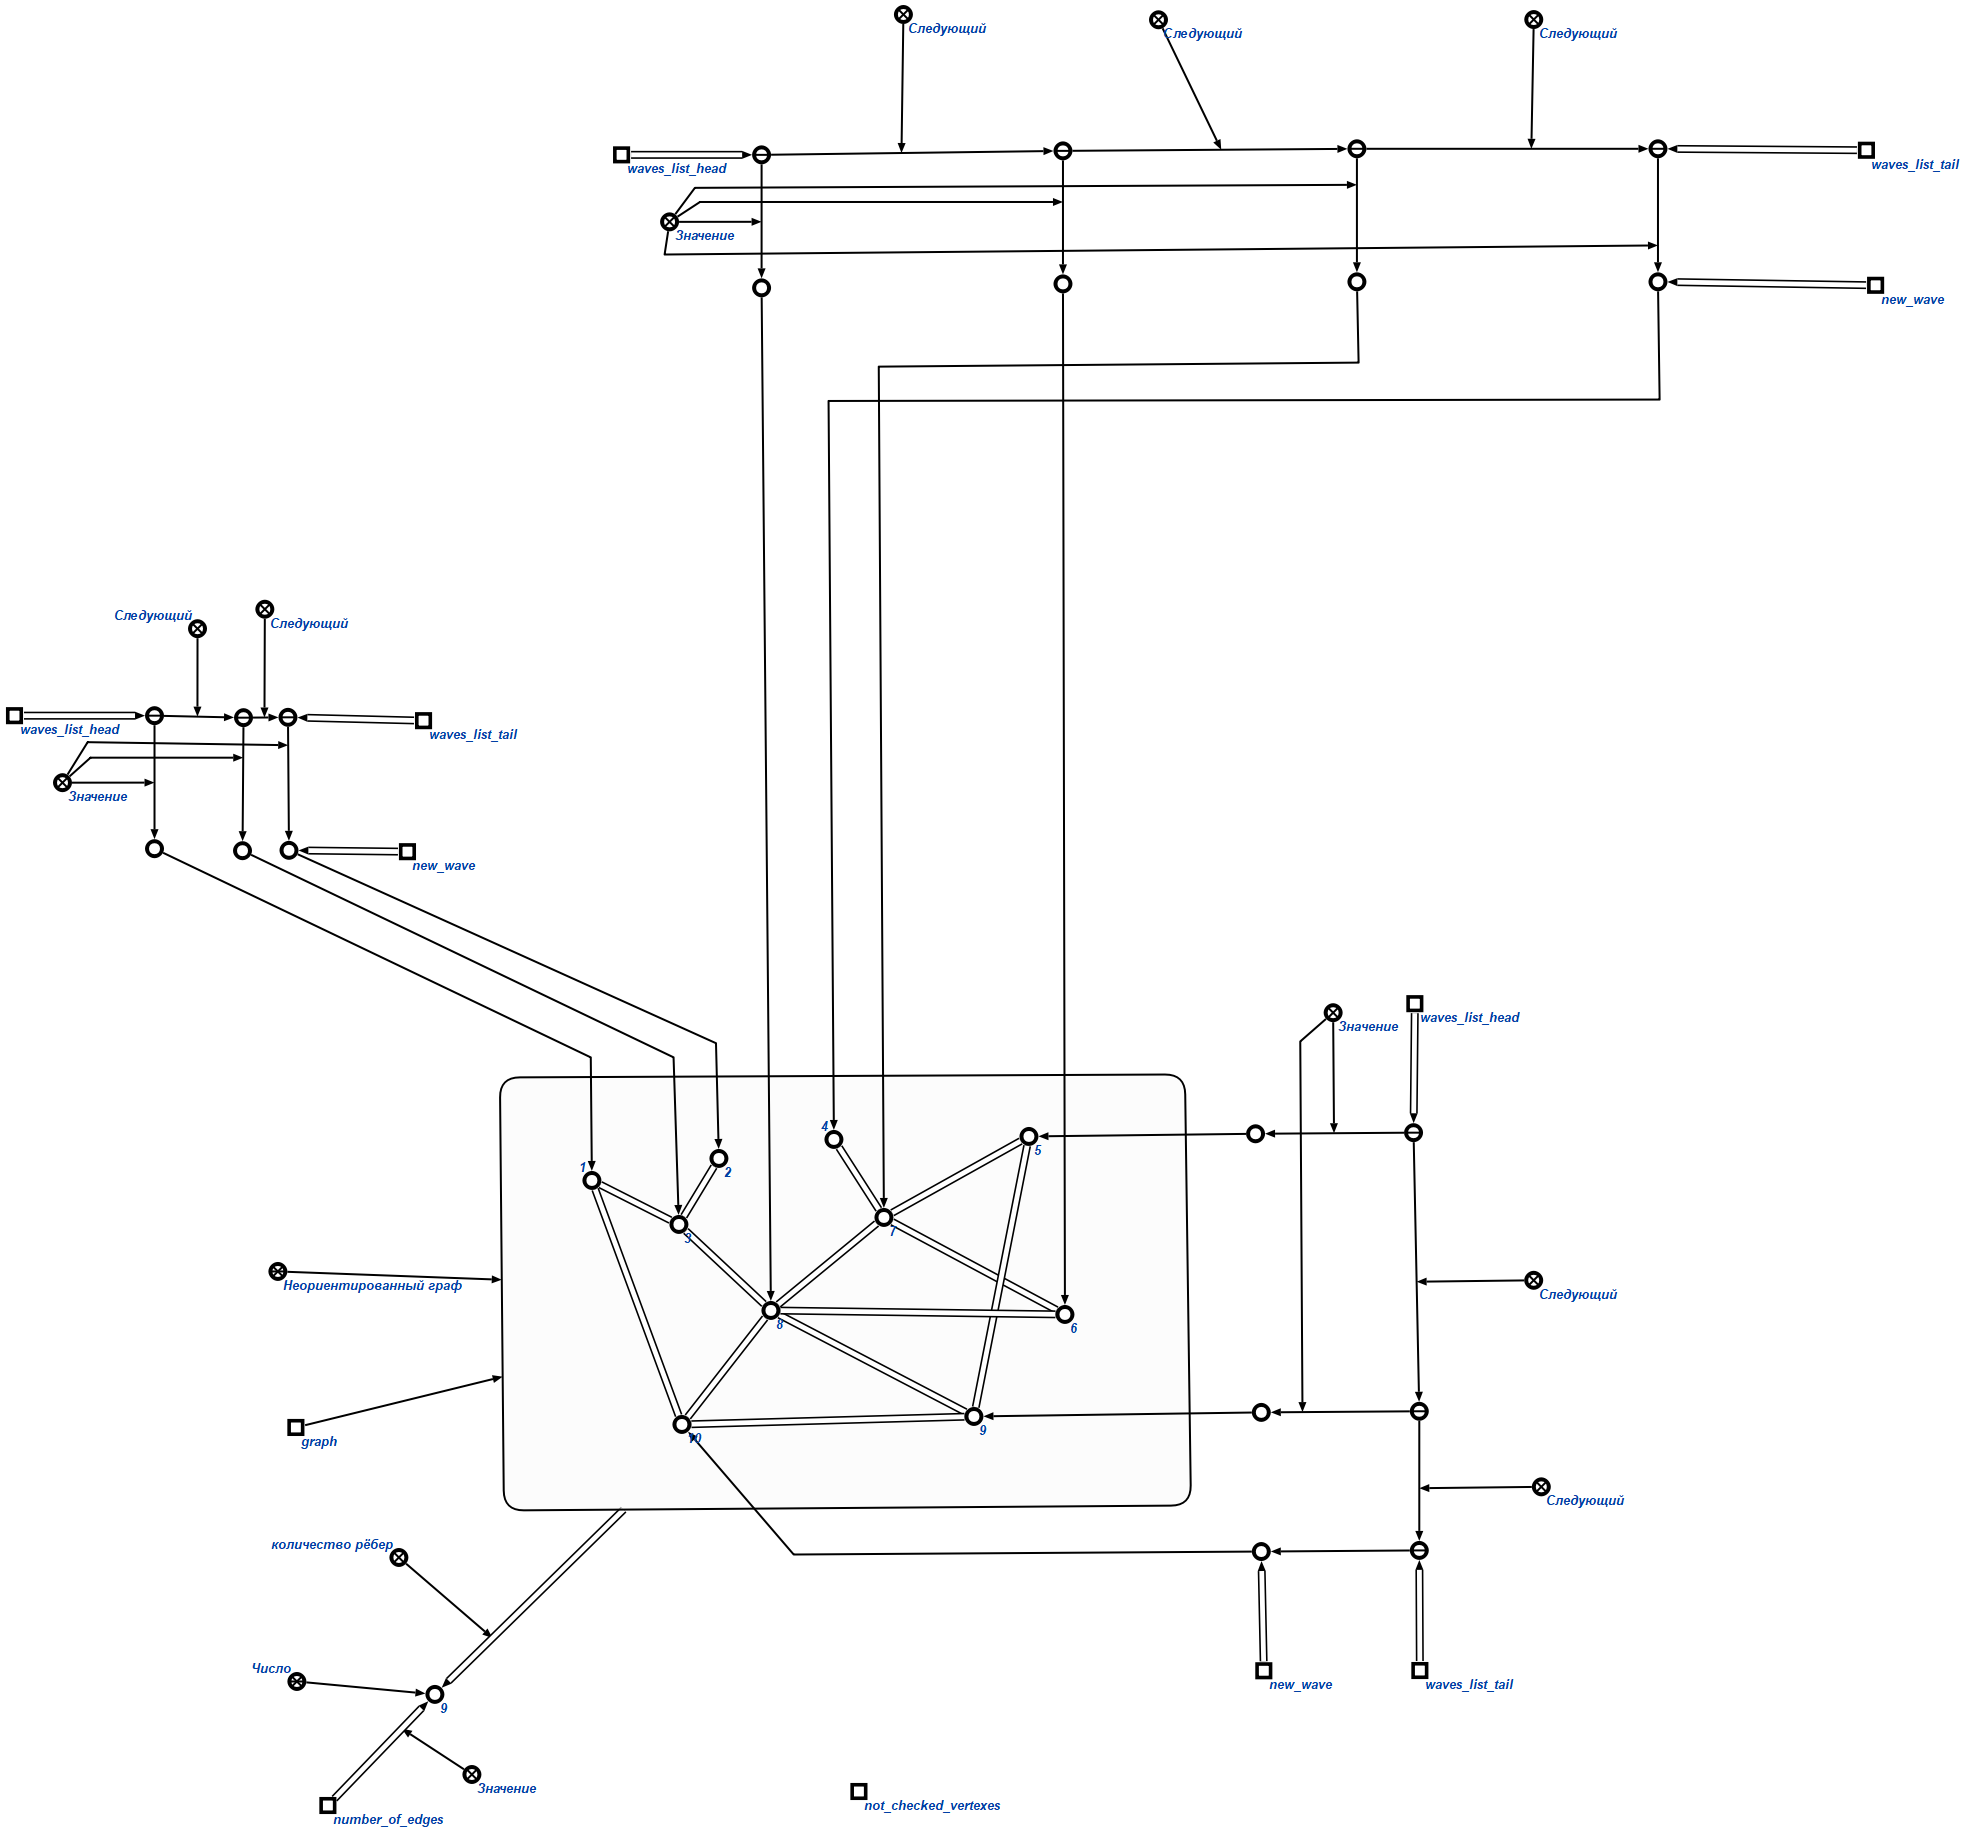 Следующий
Следующий
Следующий
waves_list_head
waves_list_tail
Значение
new_wave
Следующий
Следующий
waves_list_head
waves_list_tail
Значение
new_wave
waves_list_head
Значение
4
5
1
2
3
7
Неориентированный граф
Следующий
8
6
graph
10
9
Следующий
количество рёбер
Число
9
new_wave
waves_list_tail
Значение
number_of_edges
not_checked_vertexes